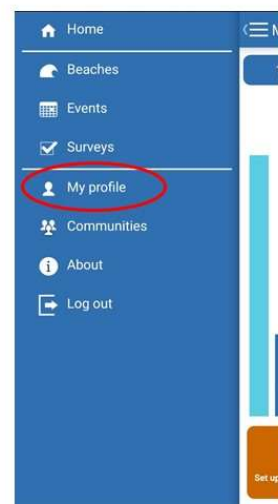 Home
Beaches
Events
Surveys
My profile
Communities
About
Log out
Set up